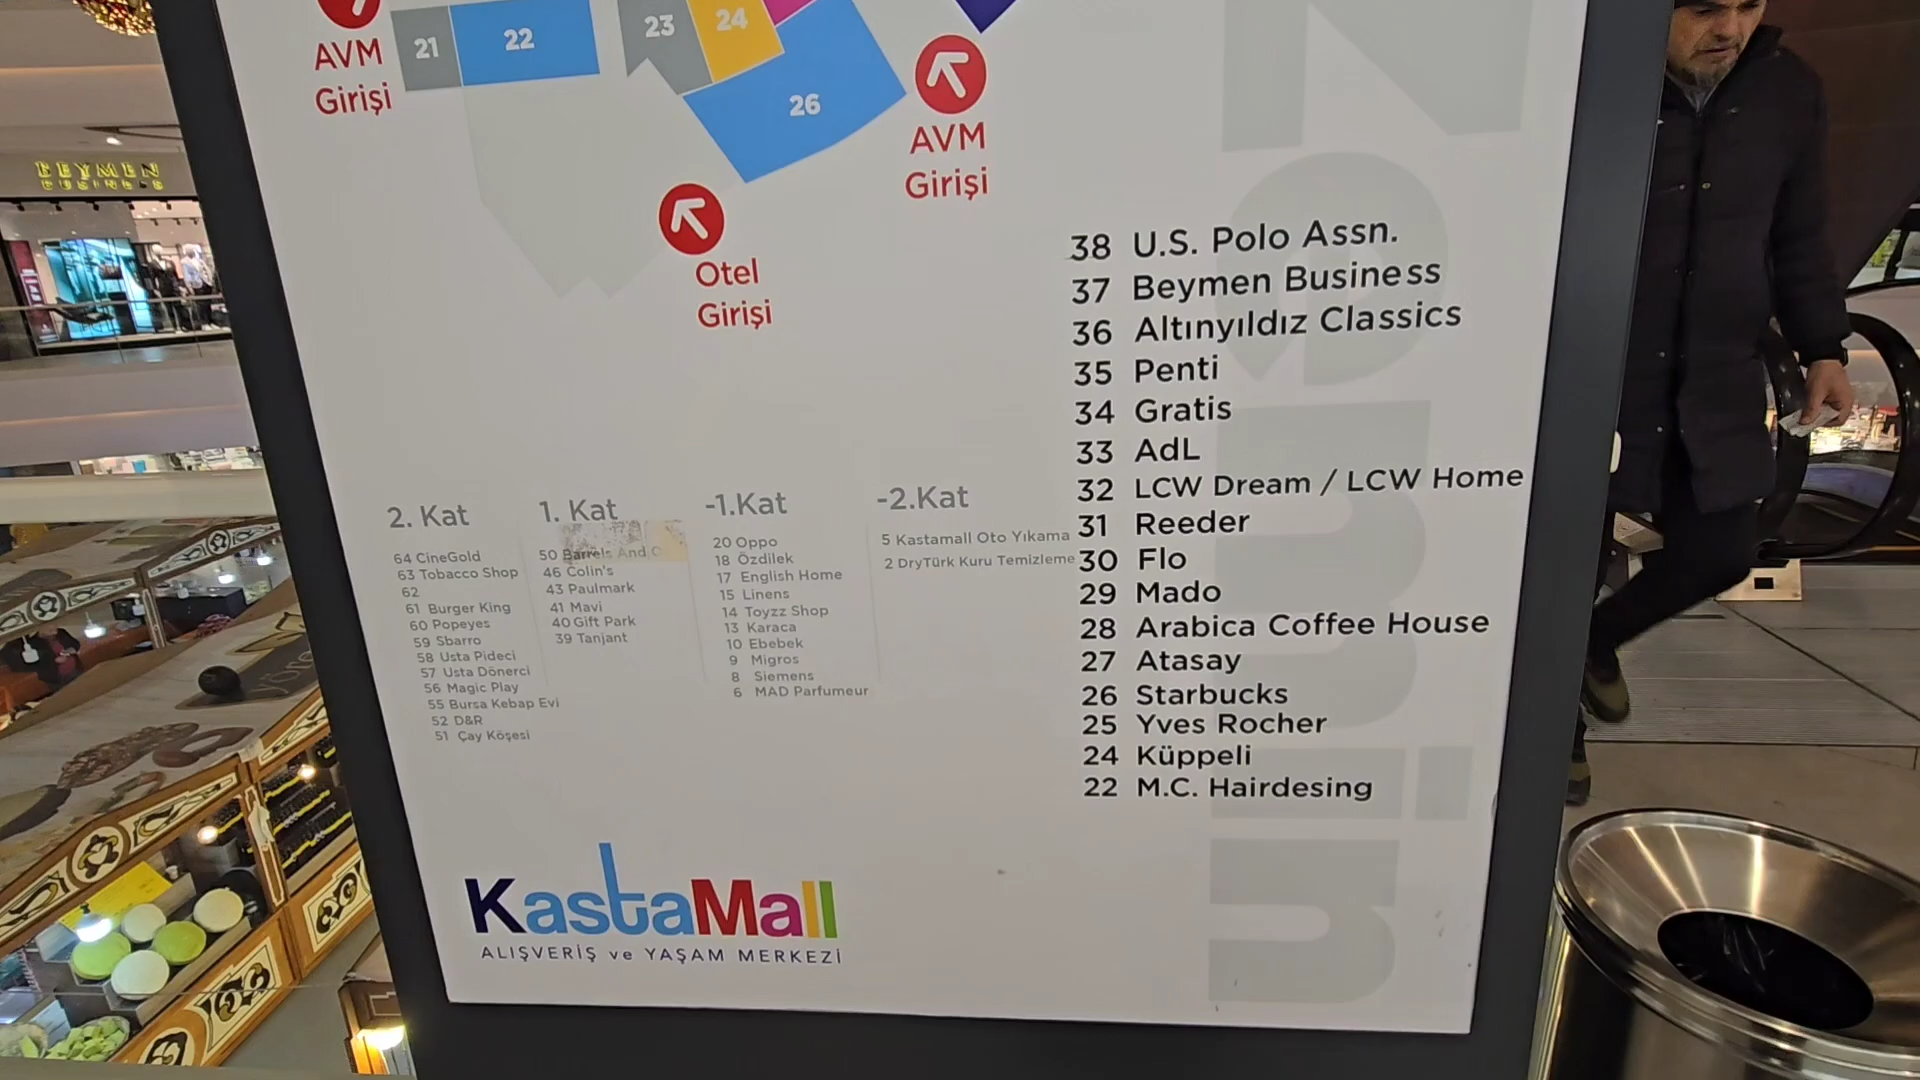 AVM
Girişi
21
22
23
24
26
AVM
Girişi
Otel
Girişi
BEYMEN
BUSINESS
38 U.S. Polo Assn.
37 Beymen Business
36 Altınyıldız Classics
35 Penti
34 Gratis
33 AdL
32 LCW Dream / LCW Home
31 Reeder
30 Flo
29 Mado
28 Arabica Coffee House
27 Atasay
26 Starbucks
25 Yves Rocher
24 Küppeli
22 M.C. Hairdesing
2. Kat
64 CineGold
63 Tobacco Shop
62
61 Burger King
60 Popeyes
59 Sbarro
58 Usta Pideci
57 Usta Dönerci
56 Magic Play
55 Bursa Kebap Evi
52 D&R
51 Çay Köşesi
1. Kat
50 Barrels And
46 Colin's
43 Paulmark
41 Mavi
40 Gift Park
39 Tanjant
-1.Kat
20 Oppo
18 Özdilek
17 English Home
15 Linens
14 Toyzz Shop
13 Karaca
10 Ebebek
9 Migros
8 Siemens
6 MAD Parfumeur
-2.Kat
5 Kastamall Oto Yıkama
2 DryTürk Kuru Temizleme
KastaMall
ALIŞVERİŞ ve YAŞAM MERKEZİ